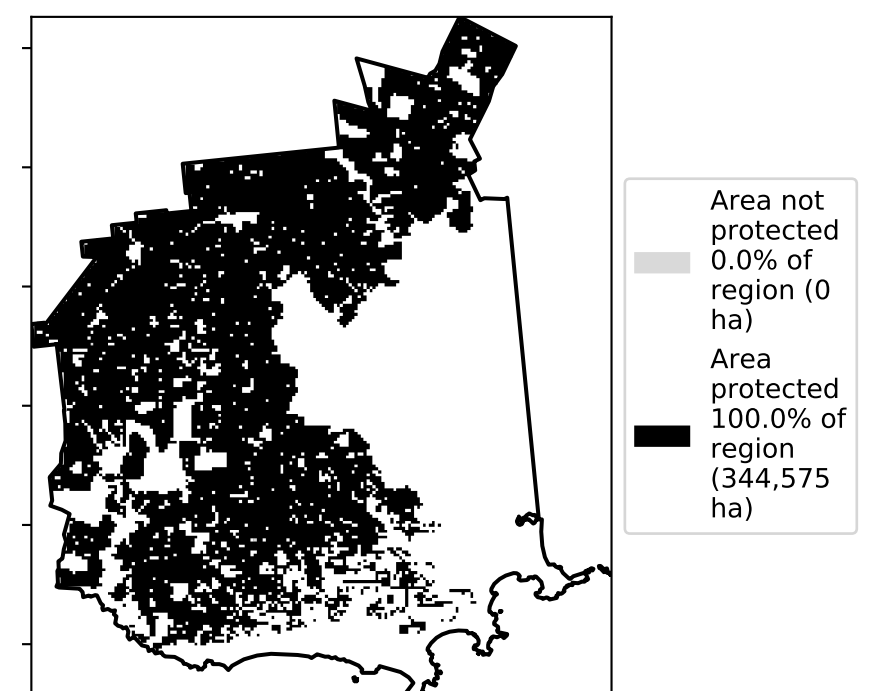 Area not
protected
0.0% of
region (0
ha)
Area
protected
100.0% of
region
(344,575
ha)